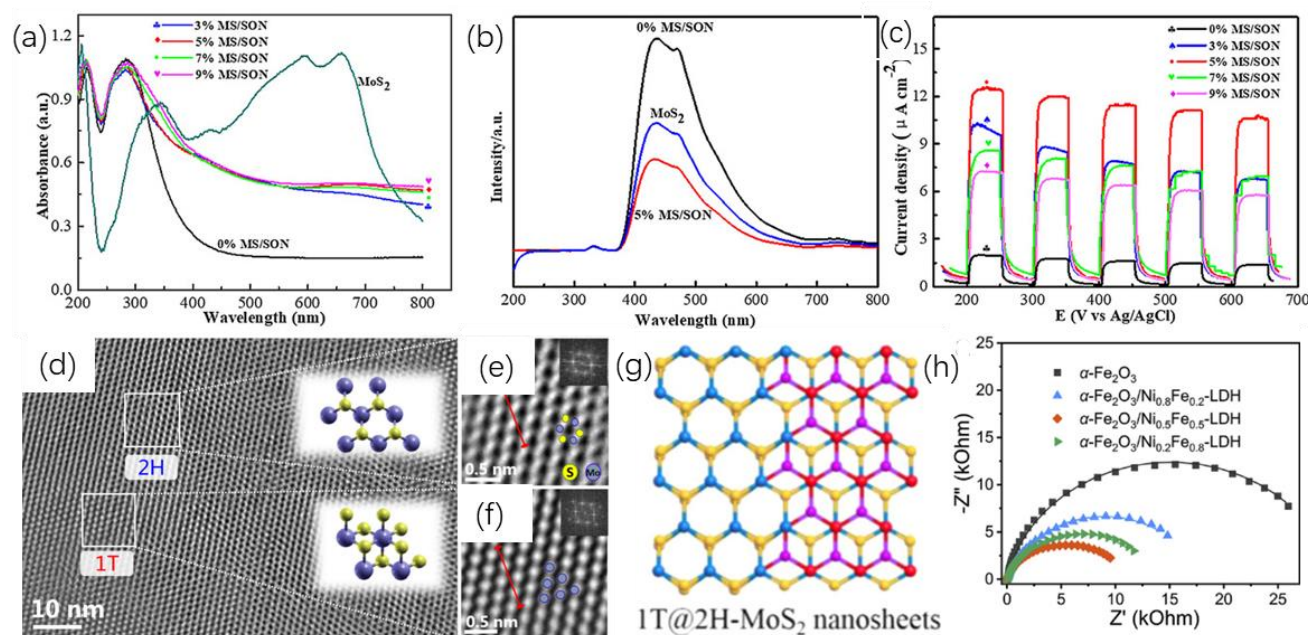 (a)
3% MS/SON
5% MS/SON
7% MS/SON
9% MS/SON
MoS2
0% MS/SON
Absorbance (a.u.)
0.0
0.3
0.6
0.9
1.2
200 300 400 500 600 700 800
Wavelength (nm)
(b)
0% MS/SON
MoS2
5% MS/SON
Intensity/a.u.
200 300 400 500 600 700 800
Wavelength (nm)
(c)
0% MS/SON
3% MS/SON
5% MS/SON
7% MS/SON
9% MS/SON
Current density ( μ A cm-2)
15
12
9
6
3
0
200 300 400 500 600 700
E (V vs Ag/AgCl)
(d)
2H
1T
10 nm
(e)
0.5 nm
S
Mo
(f)
0.5 nm
(g)
1T@2H-MoS2 nanosheets
(h)
α-Fe2O3
α-Fe2O3/Ni0.8Fe0.2-LDH
α-Fe2O3/Ni0.5Fe0.5-LDH
α-Fe2O3/Ni0.2Fe0.8-LDH
-Z" (kOhm)
-25
-20
-15
-10
-5
0
0 5 10 15 20 25
Z' (kOhm)